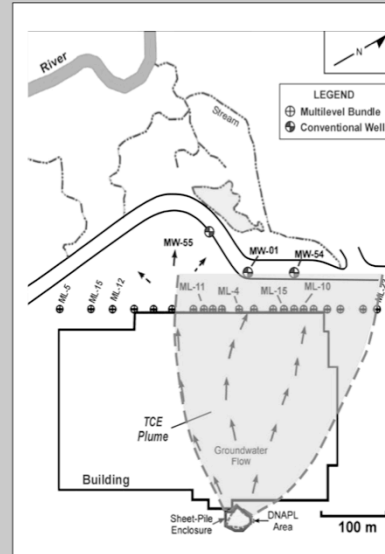 N
River
LEGEND
Multilevel Bundle
Conventional Well
Stream
MW-55
MW-01
MW-54
ML-5
ML-15
ML-12
ML-11
ML-4
ML-15
ML-10
TCE
Plume
Groundwater
Flow
Building
Sheet-Pile
Enclosure
DNAPL
Area
100 m